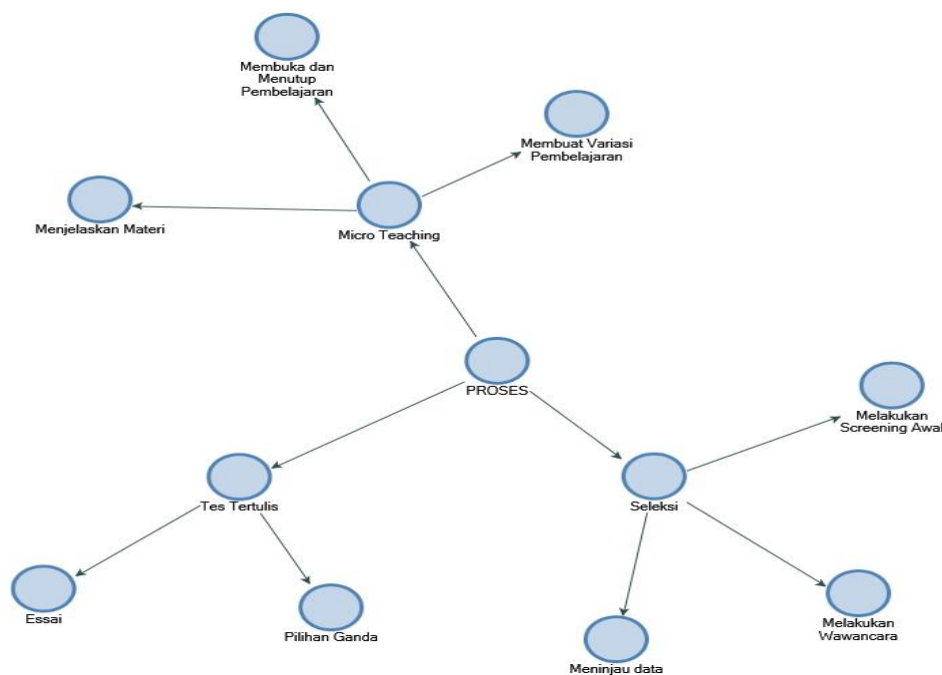 Membuka dan
Menutup
Pembelajaran
Membuat Variasi
Pembelajaran
Menjelaskan Materi
Micro Teaching
PROSES
Melakukan
Screening Awal
Tes Tertulis
Seleksi
Essai
Pilihan Ganda
Melakukan
Wawancara
Meninjau data